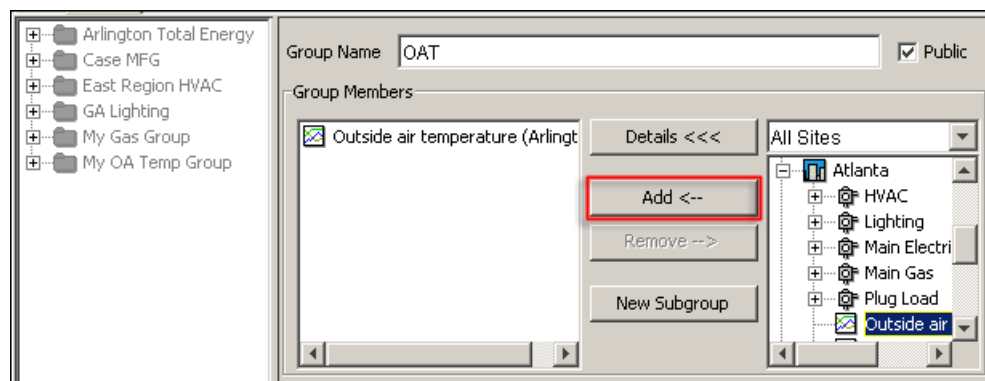 Arlington Total Energy
Case MFG
East Region HVAC
GA Lighting
My Gas Group
My OA Temp Group
Group Name OAT Public
Group Members
Outside air temperature (Arlingt
Details <<<
Add <--
Remove -->
New Subgroup
All Sites
Atlanta
HVAC
Lighting
Main Electri
Main Gas
Plug Load
Outside air